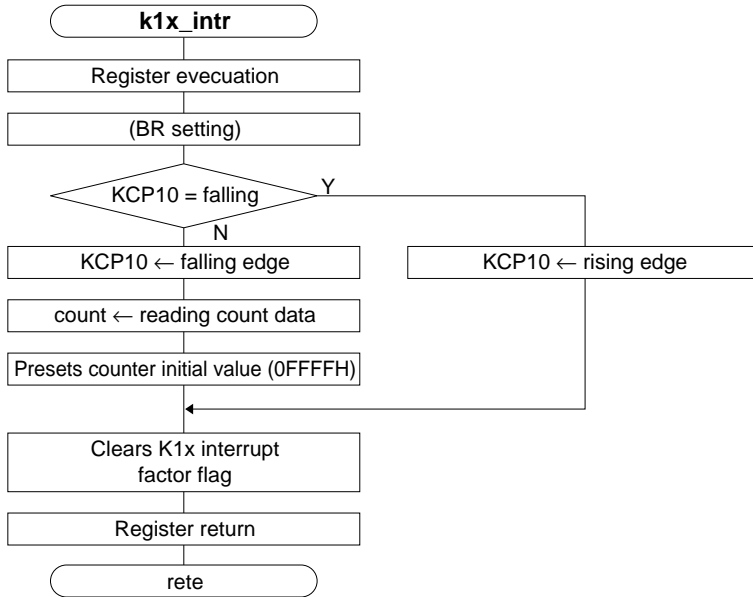 k1x_intr
Register evecuation
(BR setting)
KCP10 = falling
Y
N
KCP10 ← falling edge
KCP10 ← rising edge
count ← reading count data
Presets counter initial value (0FFFFH)
Clears K1x interrupt
factor flag
Register return
rete